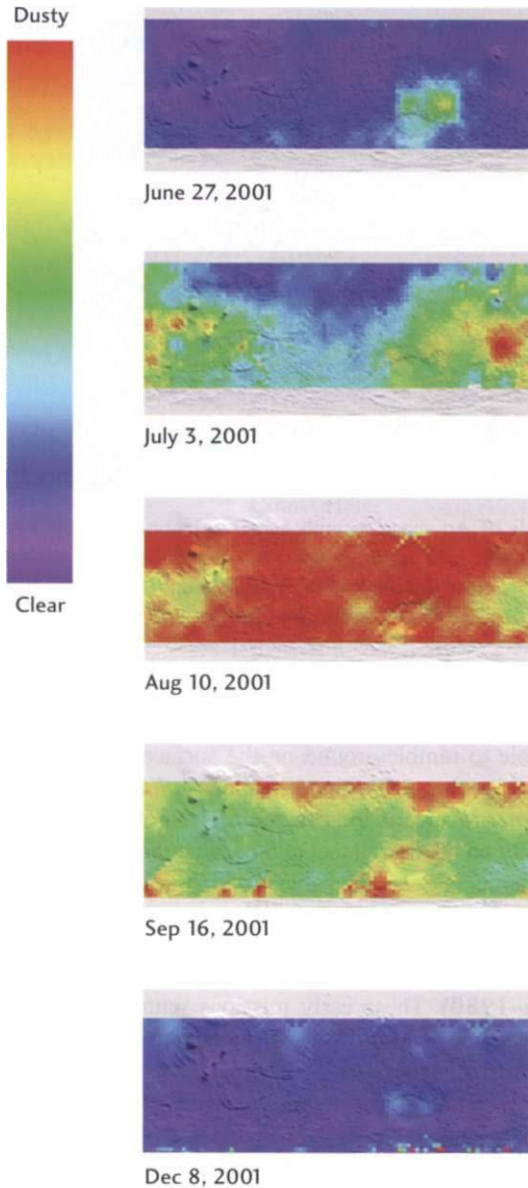 Dusty
June 27, 2001
July 3, 2001
Clear
Aug 10, 2001
Sep 16, 2001
Dec 8, 2001